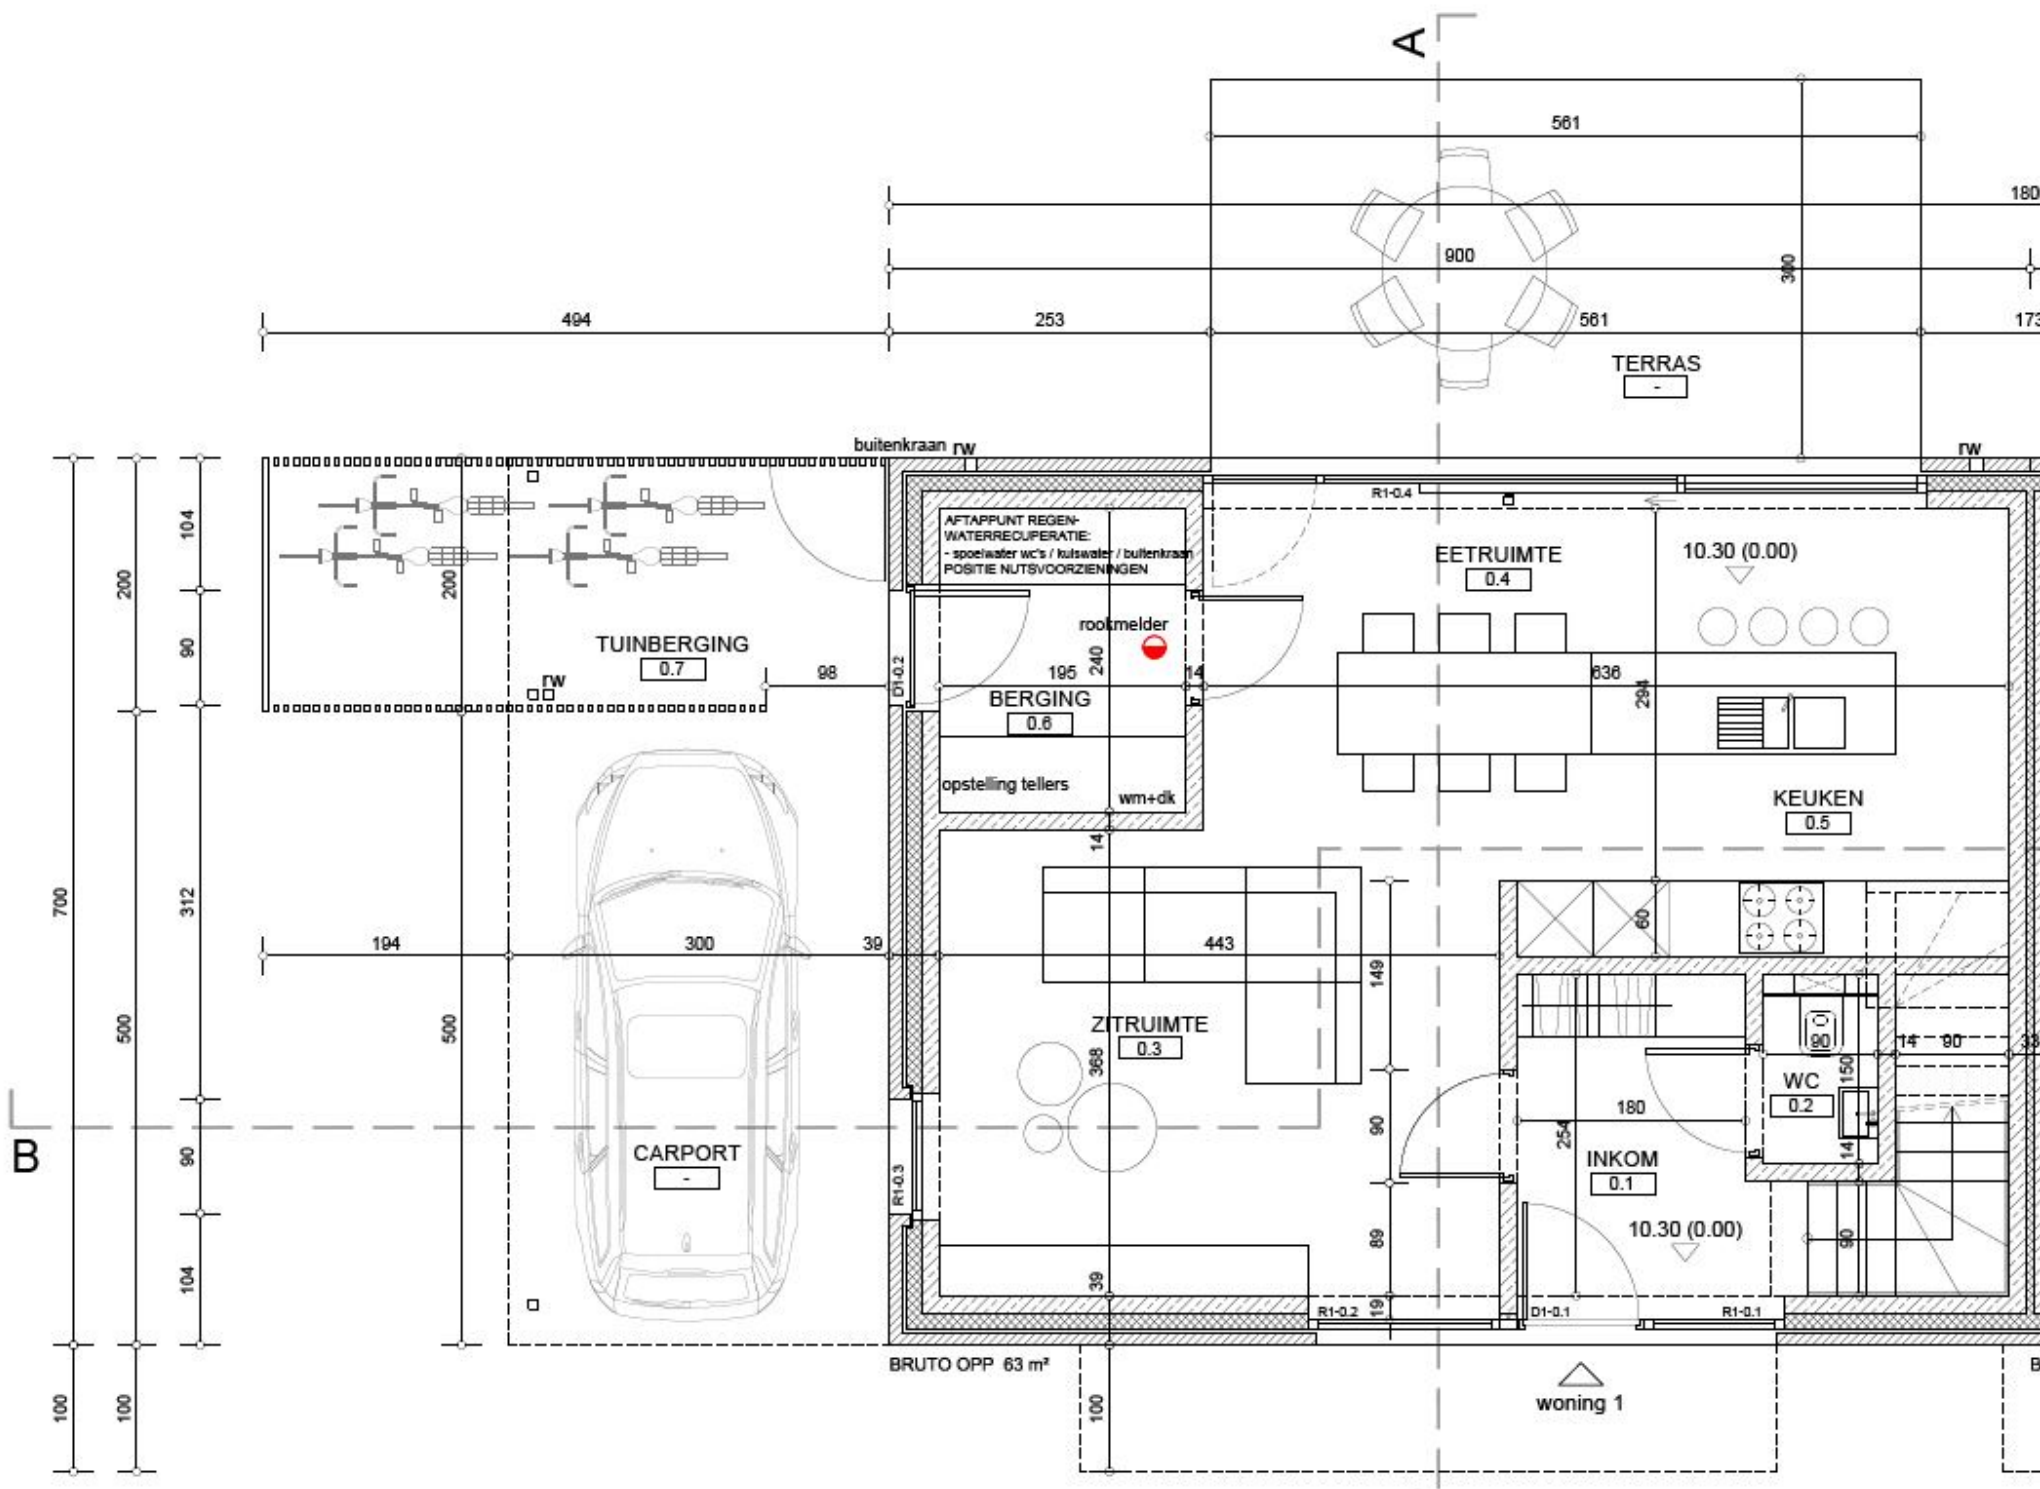 A
561
180
900
300
494
253
561
173
TERRAS
-
buitenkraan
rw
rw
R1-0.4
AFTAPPUNT REGEN-
WATERRECUPERATIE:
- spoelwater wc's / kuiswater / buitenkraan
POSITIE NUTSVOORZIENINGEN
EETRUIMTE
0.4
10.30 (0.00)
104
200
200
90
TUINBERGING
0.7
rw
98
D1-0.2
rookmelder
195
240
14
636
294
BERGING
0.6
opstelling tellers
wm+dk
14
KEUKEN
0.5
700
312
60
194
300
39
443
149
500
500
ZITRUIMTE
0.3
368
90
14
90
33
150
WC
0.2
180
254
90
14
B
90
CARPORT
-
R1-0.3
INKOM
0.1
10.30 (0.00)
89
90
104
39
19
R1-0.2
D1-0.1
R1-0.1
BRUTO OPP 63 m²
B
100
100
100
woning 1